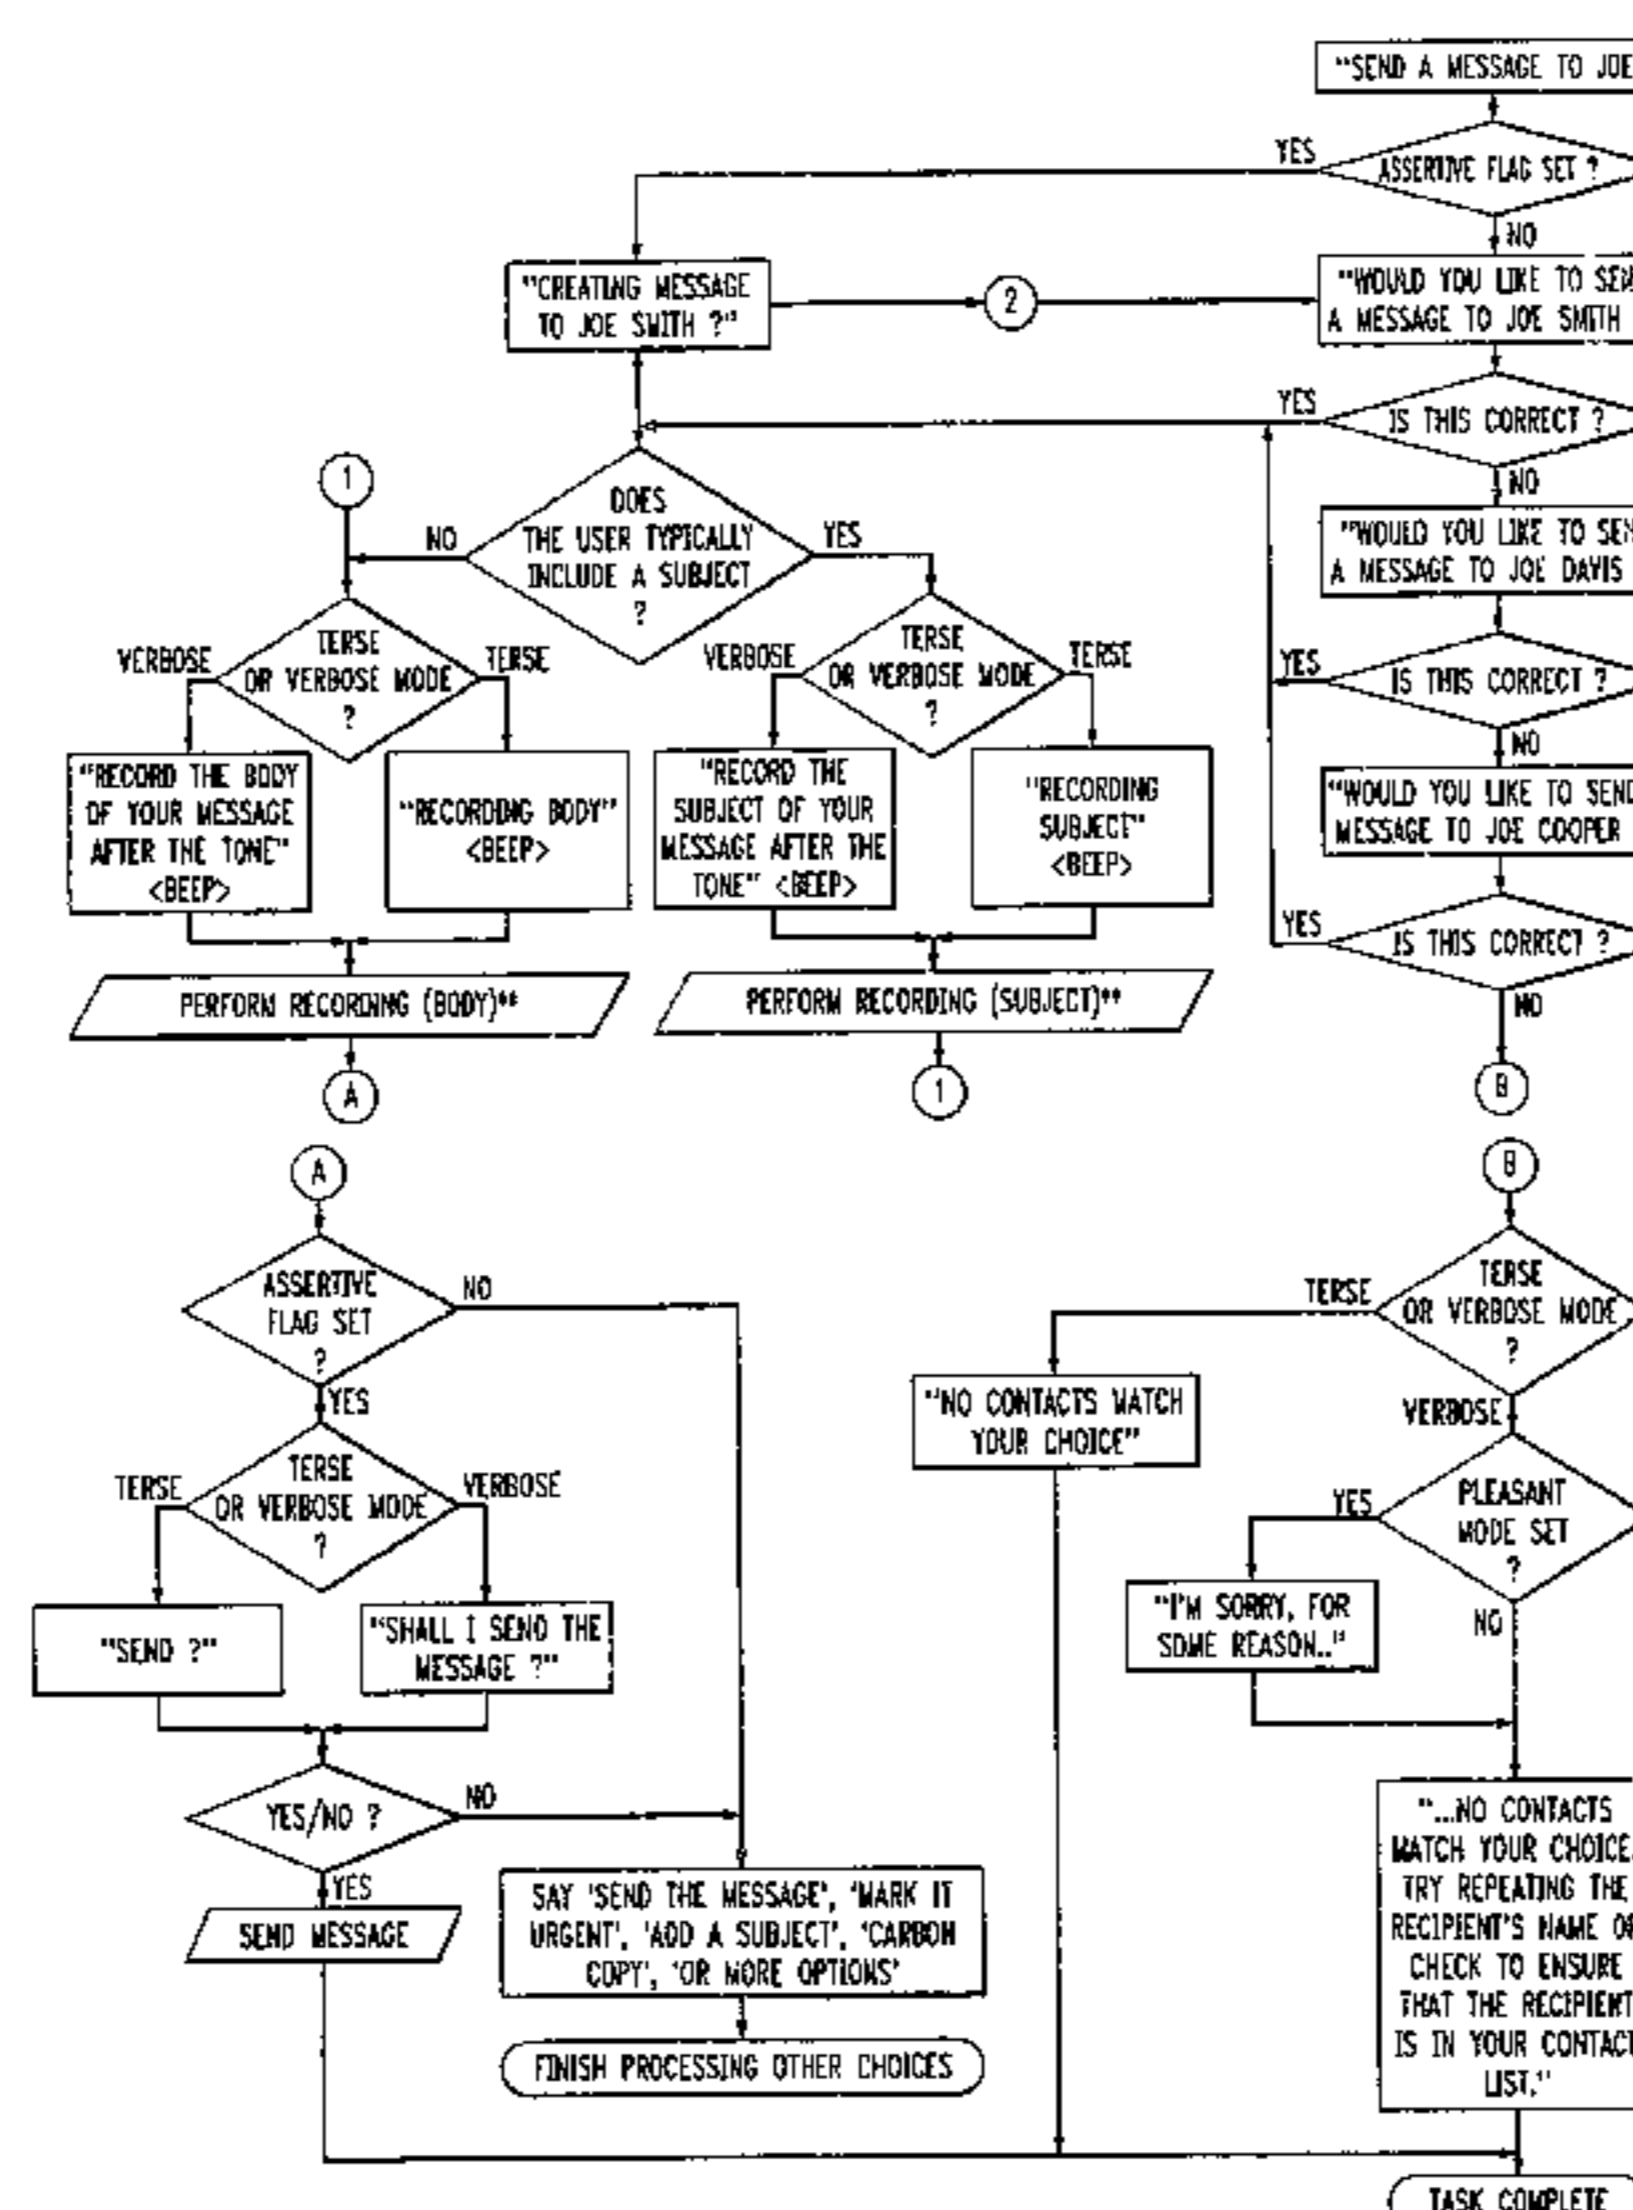 "SEND A MESSAGE TO JOE
YES
ASSERTIVE FLAG SET ?
NO
"CREATING MESSAGE
TO JOE SMITH ?"
2
"WOULD YOU LIKE TO SEN
A MESSAGE TO JOE SMITH
YES
IS THIS CORRECT ?
NO
1
NO
DOES
THE USER TYPICALLY
INCLUDE A SUBJECT
?
YES
"WOULD YOU LIKE TO SEN
A MESSAGE TO JOE DAVIS
VERBOSE
TERSE
OR VERBOSE MODE
?
TERSE
VERBOSE
TERSE
OR VERBOSE MODE
?
TERSE
YES
IS THIS CORRECT ?
NO
"RECORD THE BODY
OF YOUR MESSAGE
AFTER THE TONE"
<BEEP>
"RECORDING BODY"
<BEEP>
"RECORD THE
SUBJECT OF YOUR
MESSAGE AFTER THE
TONE" <BEEP>
"RECORDING
SUBJECT"
<BEEP>
"WOULD YOU LIKE TO SEND
MESSAGE TO JOE COOPER
YES
IS THIS CORRECT ?
NO
PERFORM RECORDING (BODY)**
PERFORM RECORDING (SUBJECT)**
A
1
B
A
B
ASSERTIVE
FLAG SET
?
NO
YES
TERSE
TERSE
OR VERBOSE MODE
?
VERBOSE
"NO CONTACTS MATCH
YOUR CHOICE"
TERSE
TERSE
OR VERBOSE MODE
?
VERBOSE
YES
PLEASANT
MODE SET
?
NO
"SEND ?"
"SHALL I SEND THE
MESSAGE ?"
"I'M SORRY, FOR
SOME REASON.."
YES/NO ?
NO
YES
SEND MESSAGE
SAY 'SEND THE MESSAGE', 'MARK IT
URGENT', 'ADD A SUBJECT', 'CARBON
COPY', 'OR MORE OPTIONS'
FINISH PROCESSING OTHER CHOICES
"...NO CONTACTS
MATCH YOUR CHOICE.
TRY REPEATING THE
RECIPIENT'S NAME OR
CHECK TO ENSURE
THAT THE RECIPIENT
IS IN YOUR CONTACT
LIST."
TASK COMPLETE